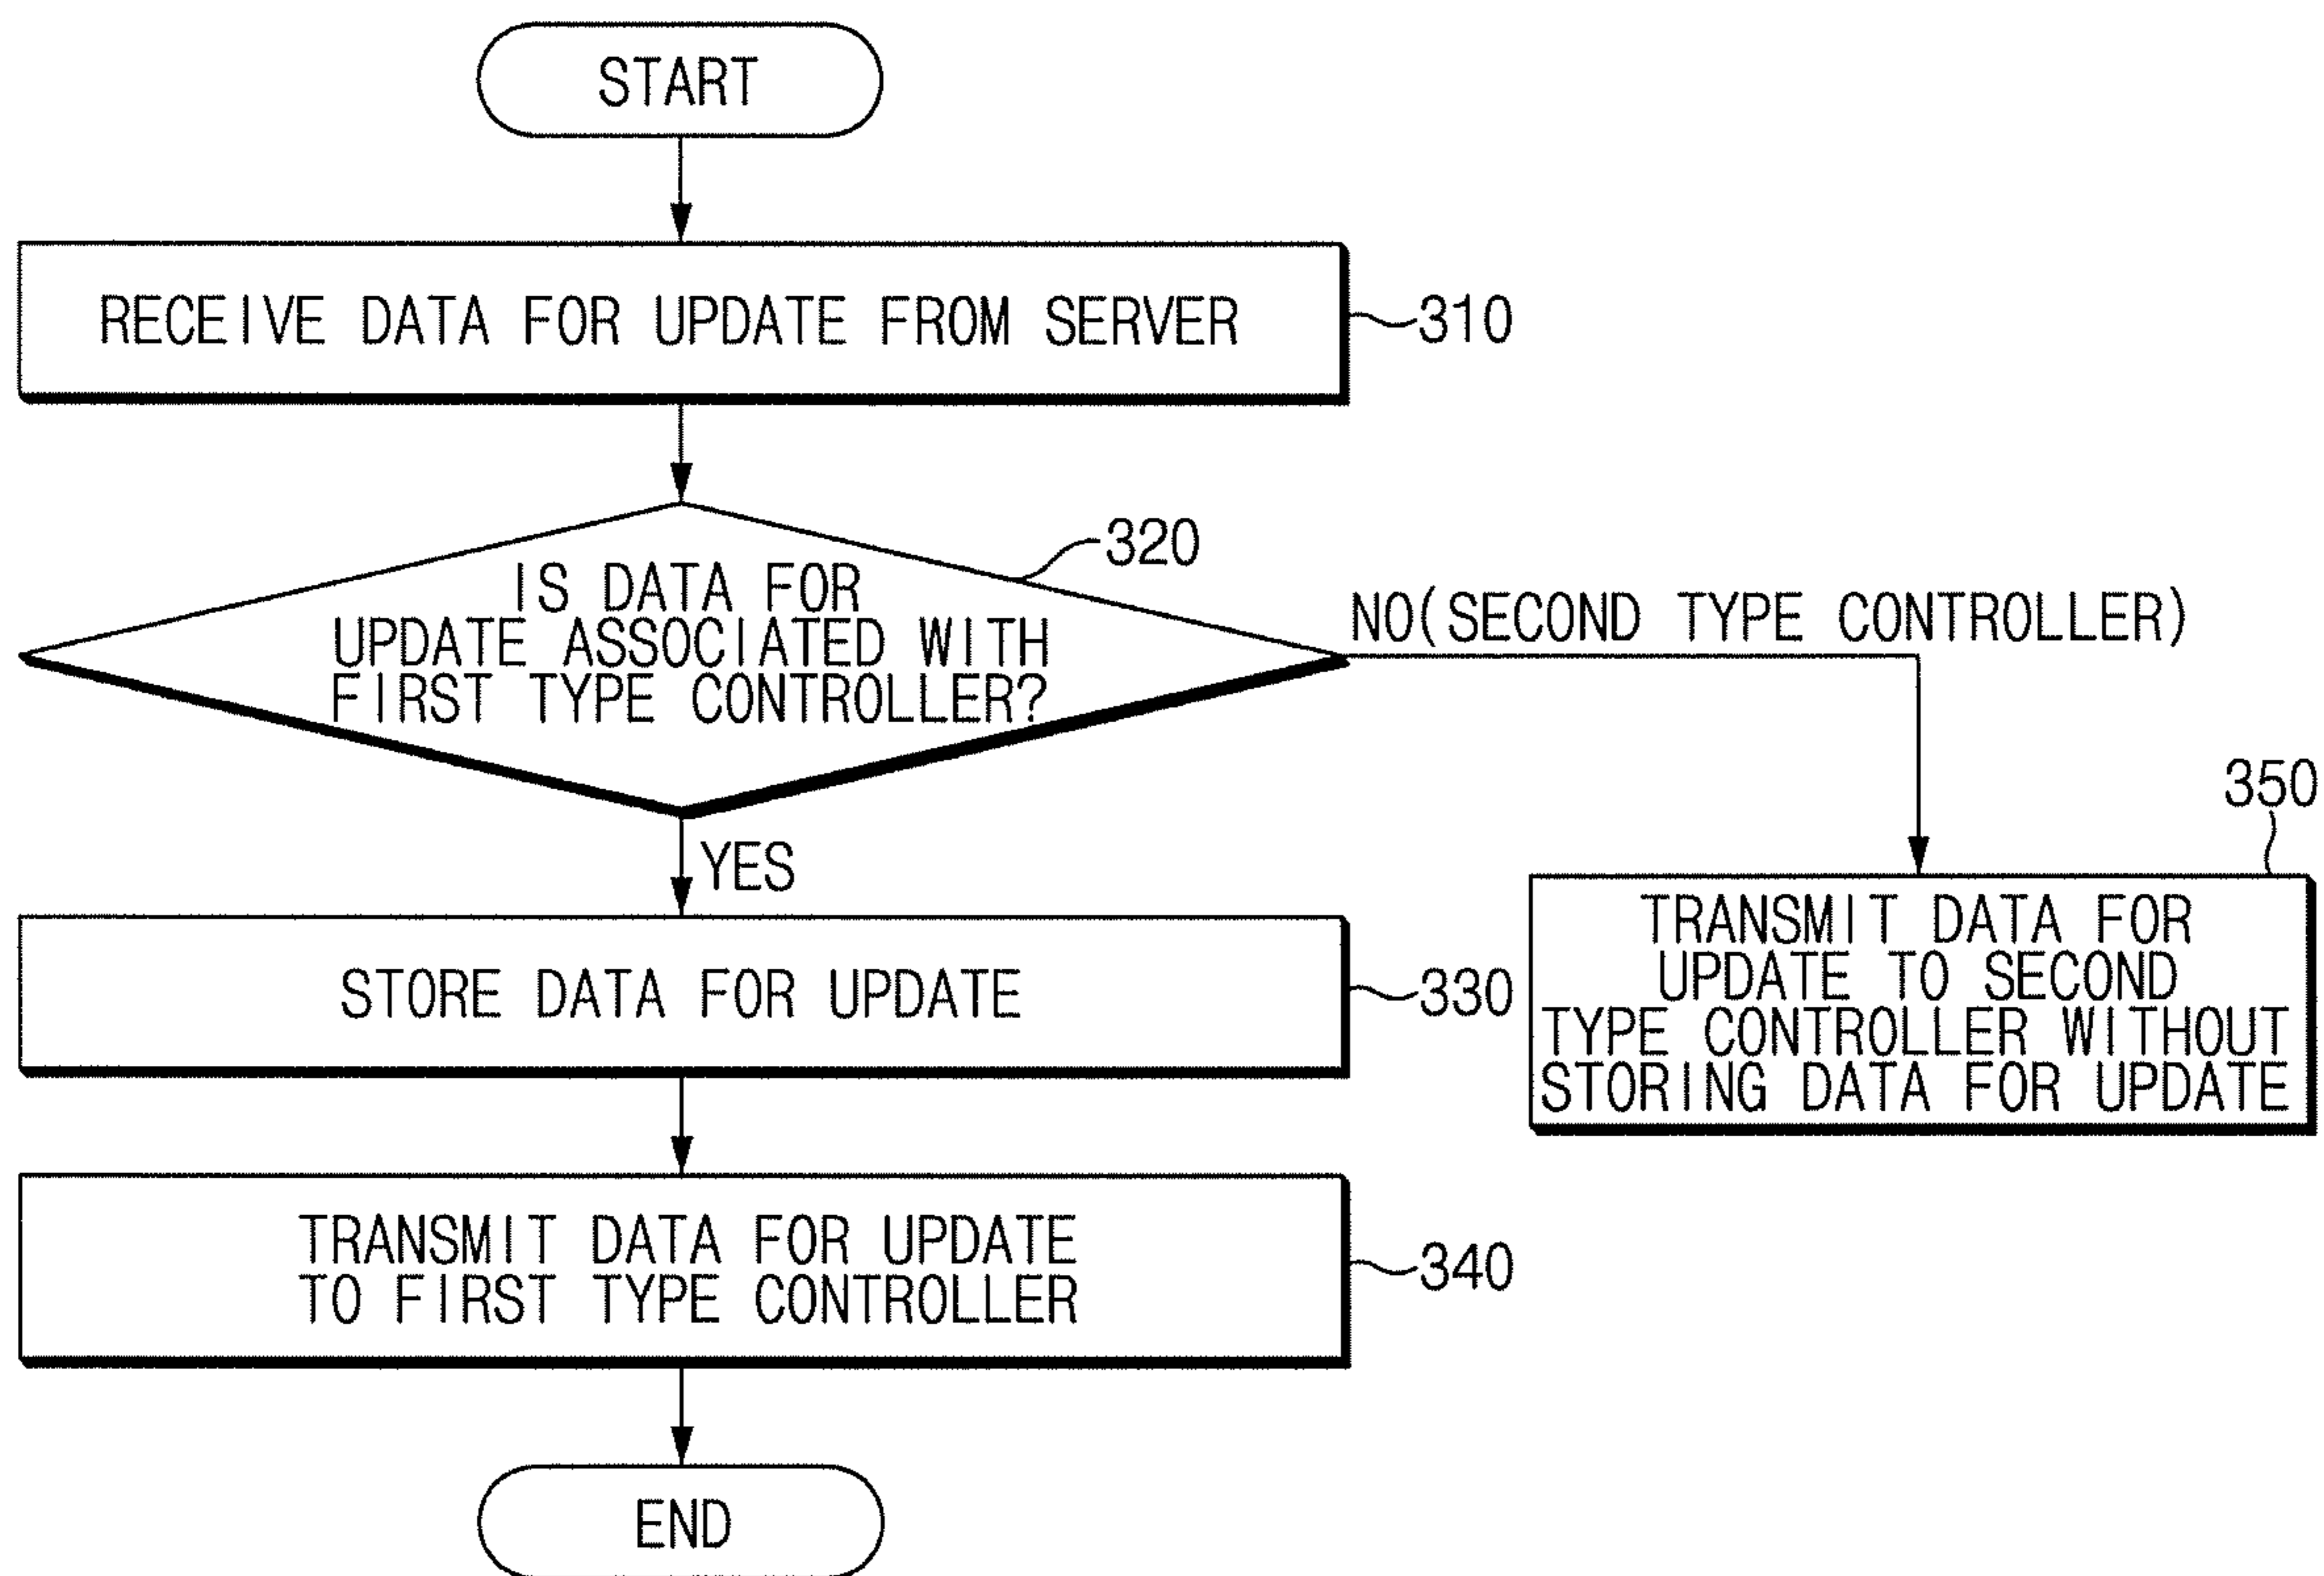 START
RECEIVE DATA FOR UPDATE FROM SERVER
310
320
IS DATA FOR
UPDATE ASSOCIATED WITH
FIRST TYPE CONTROLLER?
NO(SECOND TYPE CONTROLLER)
YES
350
TRANSMIT DATA FOR
UPDATE TO SECOND
TYPE CONTROLLER WITHOUT
STORING DATA FOR UPDATE
STORE DATA FOR UPDATE
330
TRANSMIT DATA FOR UPDATE
TO FIRST TYPE CONTROLLER
340
END